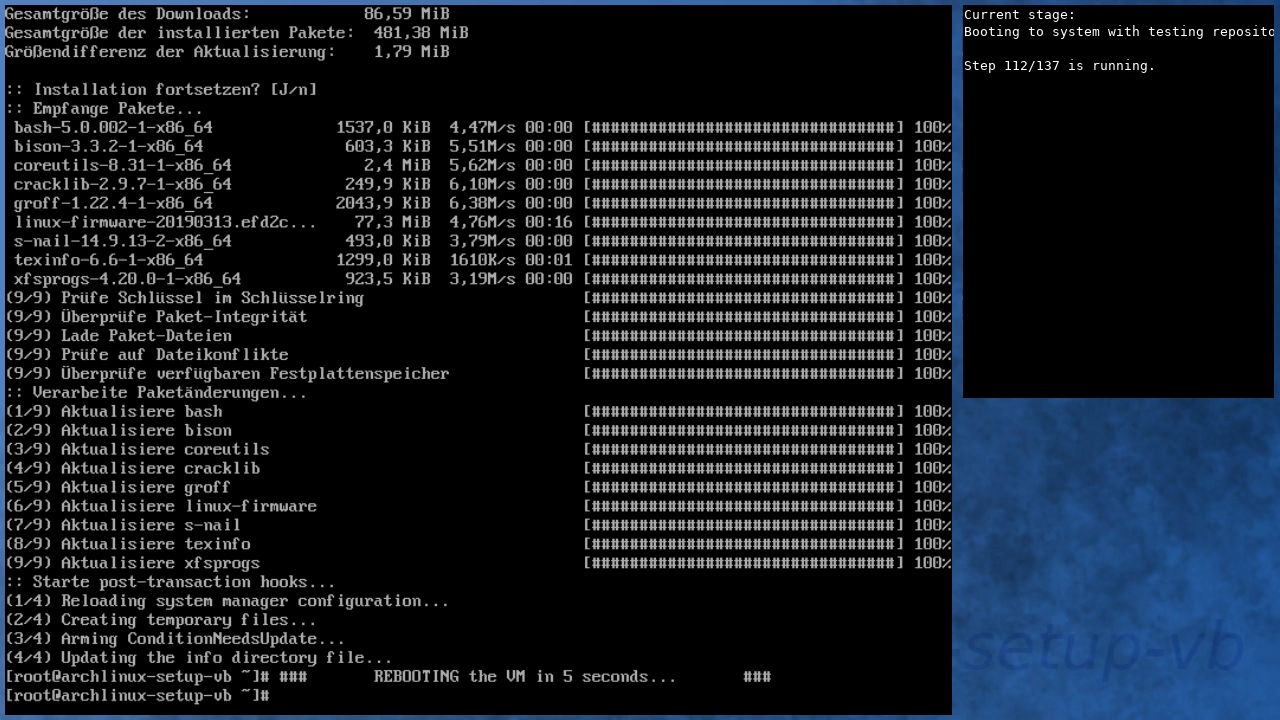 Gesamtgröße des Downloads: 86,59 MiB
Gesamtgröße der installierten Pakete: 481,38 MiB
Größendifferenz der Aktualisierung: 1,79 MiB
:: Installation fortsetzen? [J/n]
:: Empfange Pakete...
bash-5.0.002-1-x86_64 1537,0 KiB 4,47M/s 00:00 [################################] 100%
bison-3.3.2-1-x86_64 603,3 KiB 5,51M/s 00:00 [################################] 100%
coreutils-8.31-1-x86_64 2,4 MiB 5,62M/s 00:00 [################################] 100%
cracklib-2.9.7-1-x86_64 249,9 KiB 6,10M/s 00:00 [################################] 100%
groff-1.22.4-1-x86_64 2043,9 KiB 6,38M/s 00:00 [################################] 100%
linux-firmware-20190313.efd2c... 77,3 MiB 4,76M/s 00:16 [################################] 100%
s-nail-14.9.13-2-x86_64 493,0 KiB 3,79M/s 00:00 [################################] 100%
texinfo-6.6-1-x86_64 1299,0 KiB 1610K/s 00:01 [################################] 100%
xfsprogs-4.20.0-1-x86_64 923,5 KiB 3,19M/s 00:00 [################################] 100%
(9/9) Prüfe Schlüssel im Schlüsselring [################################] 100%
(9/9) Überprüfe Paket-Integrität [################################] 100%
(9/9) Lade Paket-Dateien [################################] 100%
(9/9) Prüfe auf Dateikonflikte [################################] 100%
(9/9) Überprüfe verfügbaren Festplattenspeicher [################################] 100%
:: Verarbeite Paketänderungen...
(1/9) Aktualisiere bash [################################] 100%
(2/9) Aktualisiere bison [################################] 100%
(3/9) Aktualisiere coreutils [################################] 100%
(4/9) Aktualisiere cracklib [################################] 100%
(5/9) Aktualisiere groff [################################] 100%
(6/9) Aktualisiere linux-firmware [################################] 100%
(7/9) Aktualisiere s-nail [################################] 100%
(8/9) Aktualisiere texinfo [################################] 100%
(9/9) Aktualisiere xfsprogs [################################] 100%
:: Starte post-transaction hooks...
(1/4) Reloading system manager configuration...
(2/4) Creating temporary files...
(3/4) Arming ConditionNeedsUpdate...
(4/4) Updating the info directory file...
[root@archlinux-setup-vb ~]# ### REBOOTING the VM in 5 seconds... ###
[root@archlinux-setup-vb ~]#
Current stage:
Booting to system with testing reposito
Step 112/137 is running.
-setup-vb